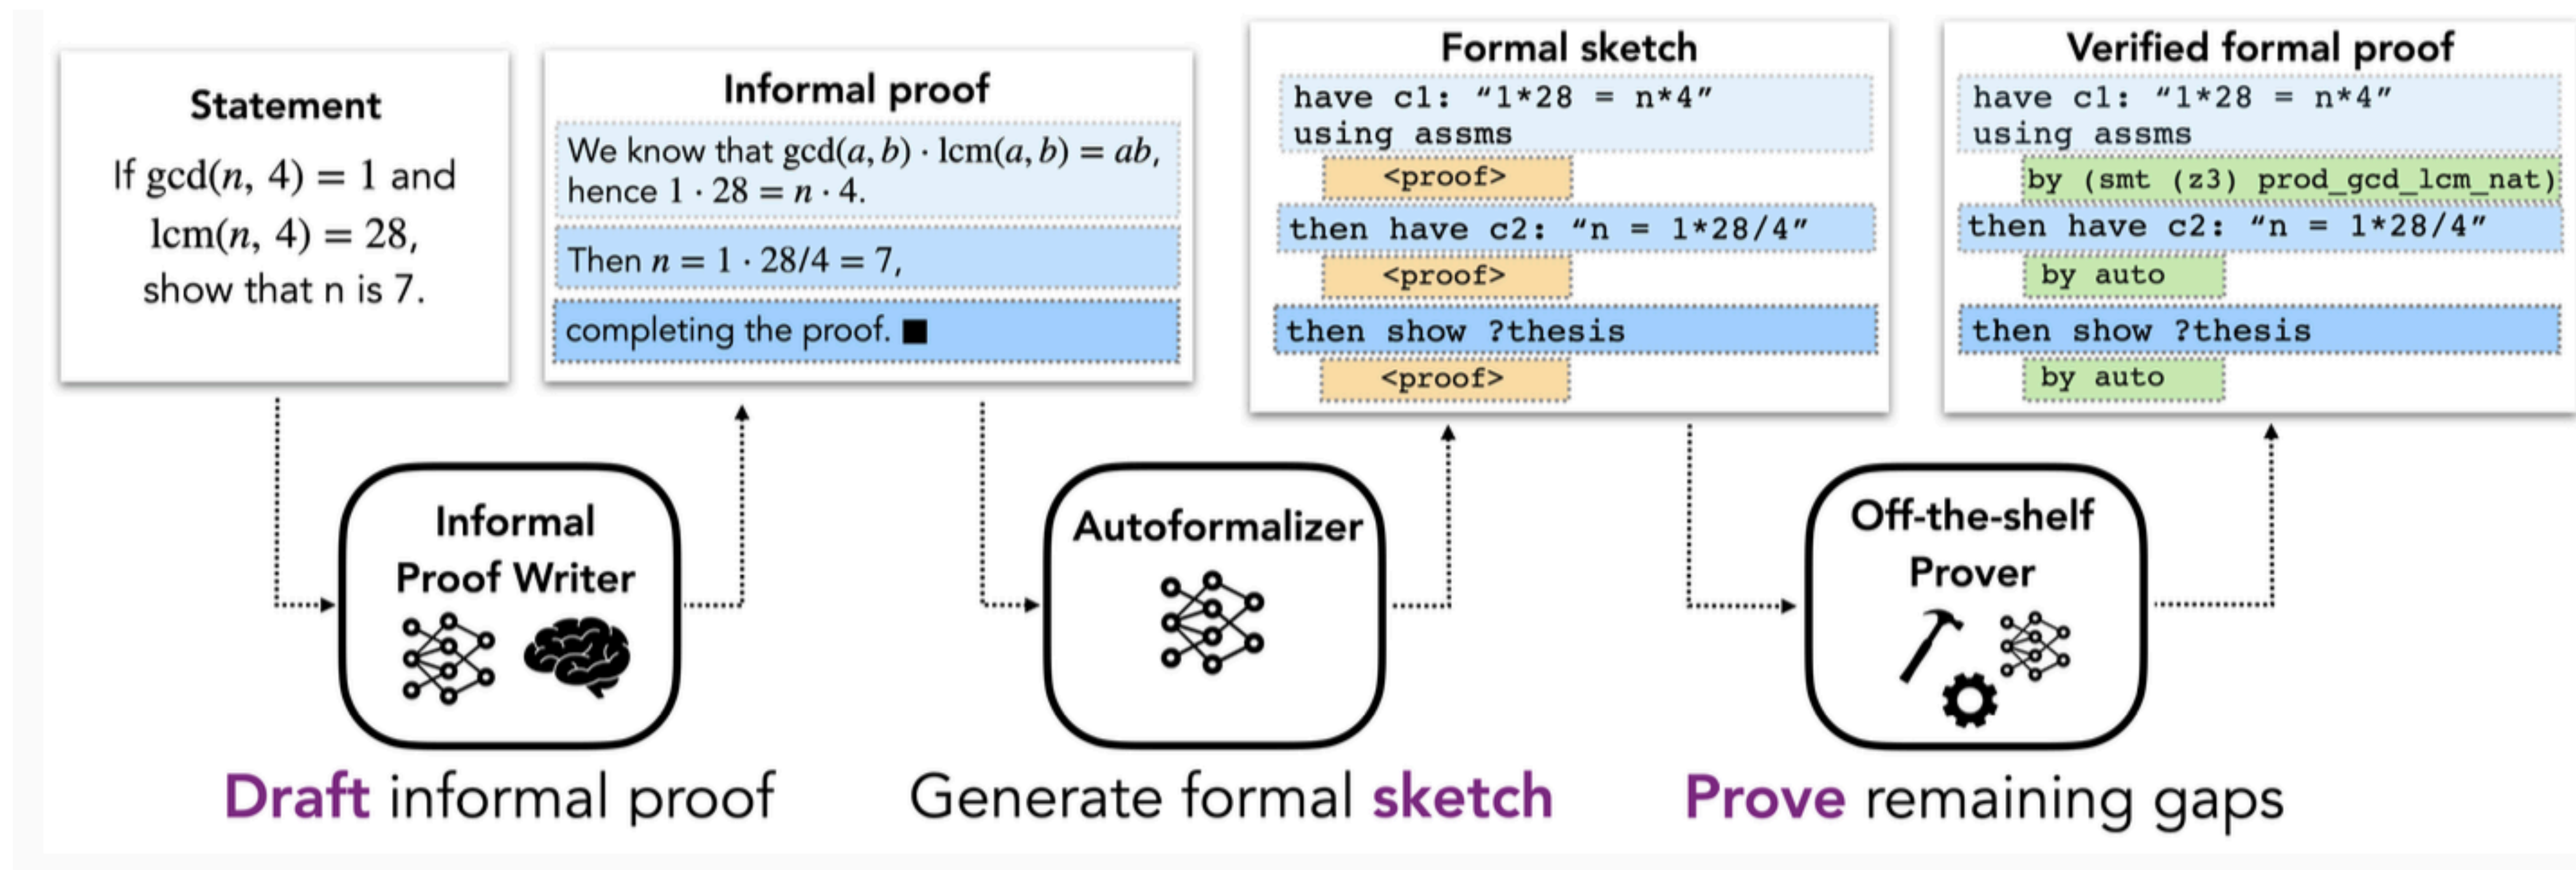 Statement
If gcd(n, 4) = 1 and
lcm(n, 4) = 28,
show that n is 7.
Informal proof
We know that gcd(a, b) · lcm(a, b) = ab,
hence 1 · 28 = n · 4.
Then n = 1 · 28/4 = 7,
completing the proof. ■
Formal sketch
have c1: “1*28 = n*4”
using assms
<proof>
then have c2: “n = 1*28/4”
<proof>
then show ?thesis
<proof>
Verified formal proof
have c1: “1*28 = n*4”
using assms
by (smt (z3) prod_gcd_lcm_nat)
then have c2: “n = 1*28/4”
by auto
then show ?thesis
by auto
Informal
Proof Writer
Autoformalizer
Off-the-shelf
Prover
Draft informal proof
Generate formal sketch
Prove remaining gaps